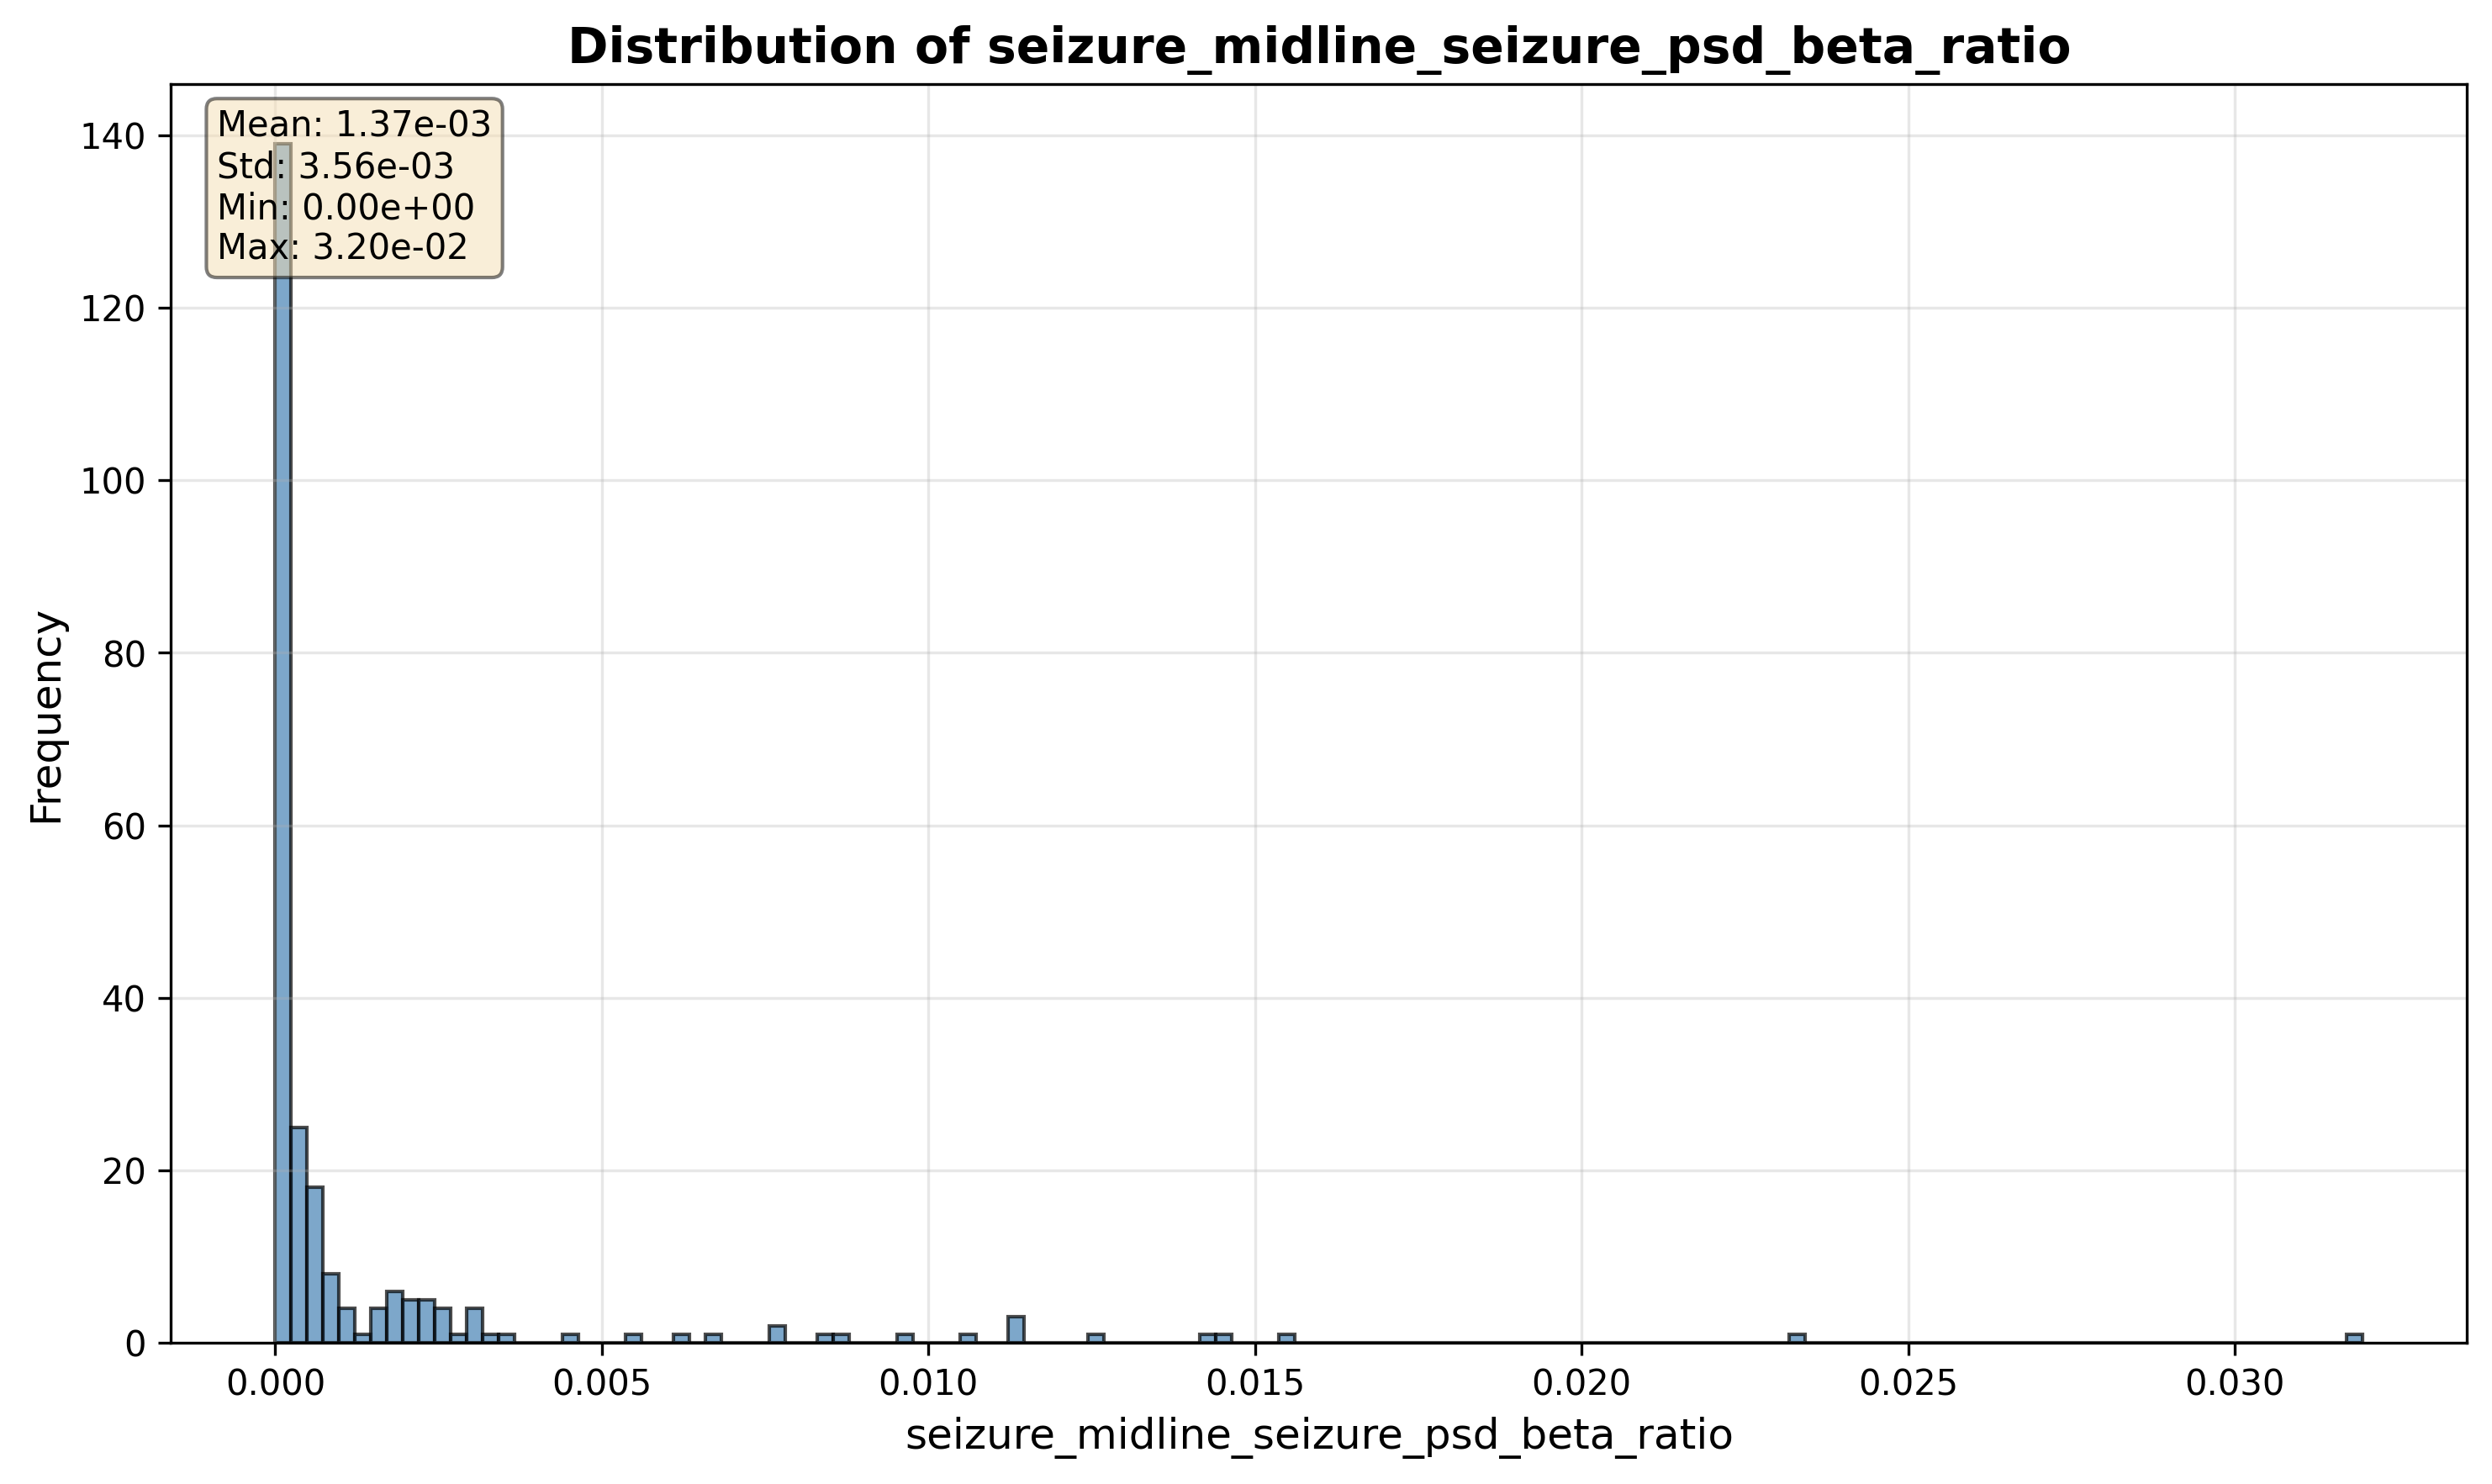 Distribution of seizure_midline_seizure_psd_beta_ratio
Mean: 1.37e-03
Std: 3.56e-03
Min: 0.00e+00
Max: 3.20e-02
140
120
100
80
60
40
20
0
Frequency
0.000 0.005 0.010 0.015 0.020 0.025 0.030
seizure_midline_seizure_psd_beta_ratio